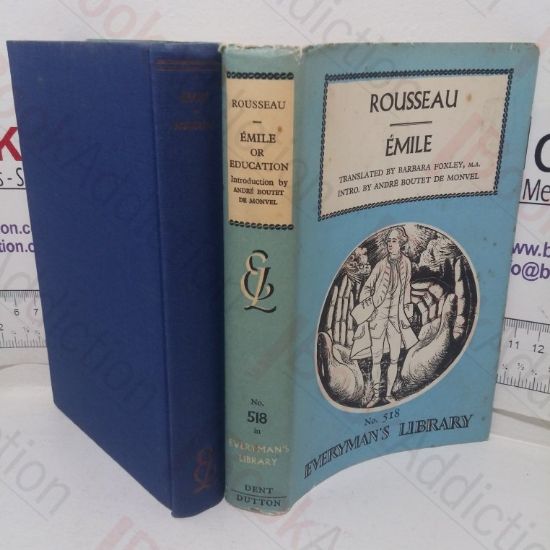 ROUSSEAU
ÉMILE
OR
EDUCATION
Introduction by
ANDRÉ BOUTET
DE MONVEL
EL
No.
518
in
EVERYMAN'S
LIBRARY
DENT
DUTTON
ROUSSEAU
ÉMILE
TRANSLATED BY BARBARA FOXLEY, M.A.
INTRO. BY ANDRÉ BOUTET DE MONVEL
No. 518
EVERYMAN'S LIBRARY